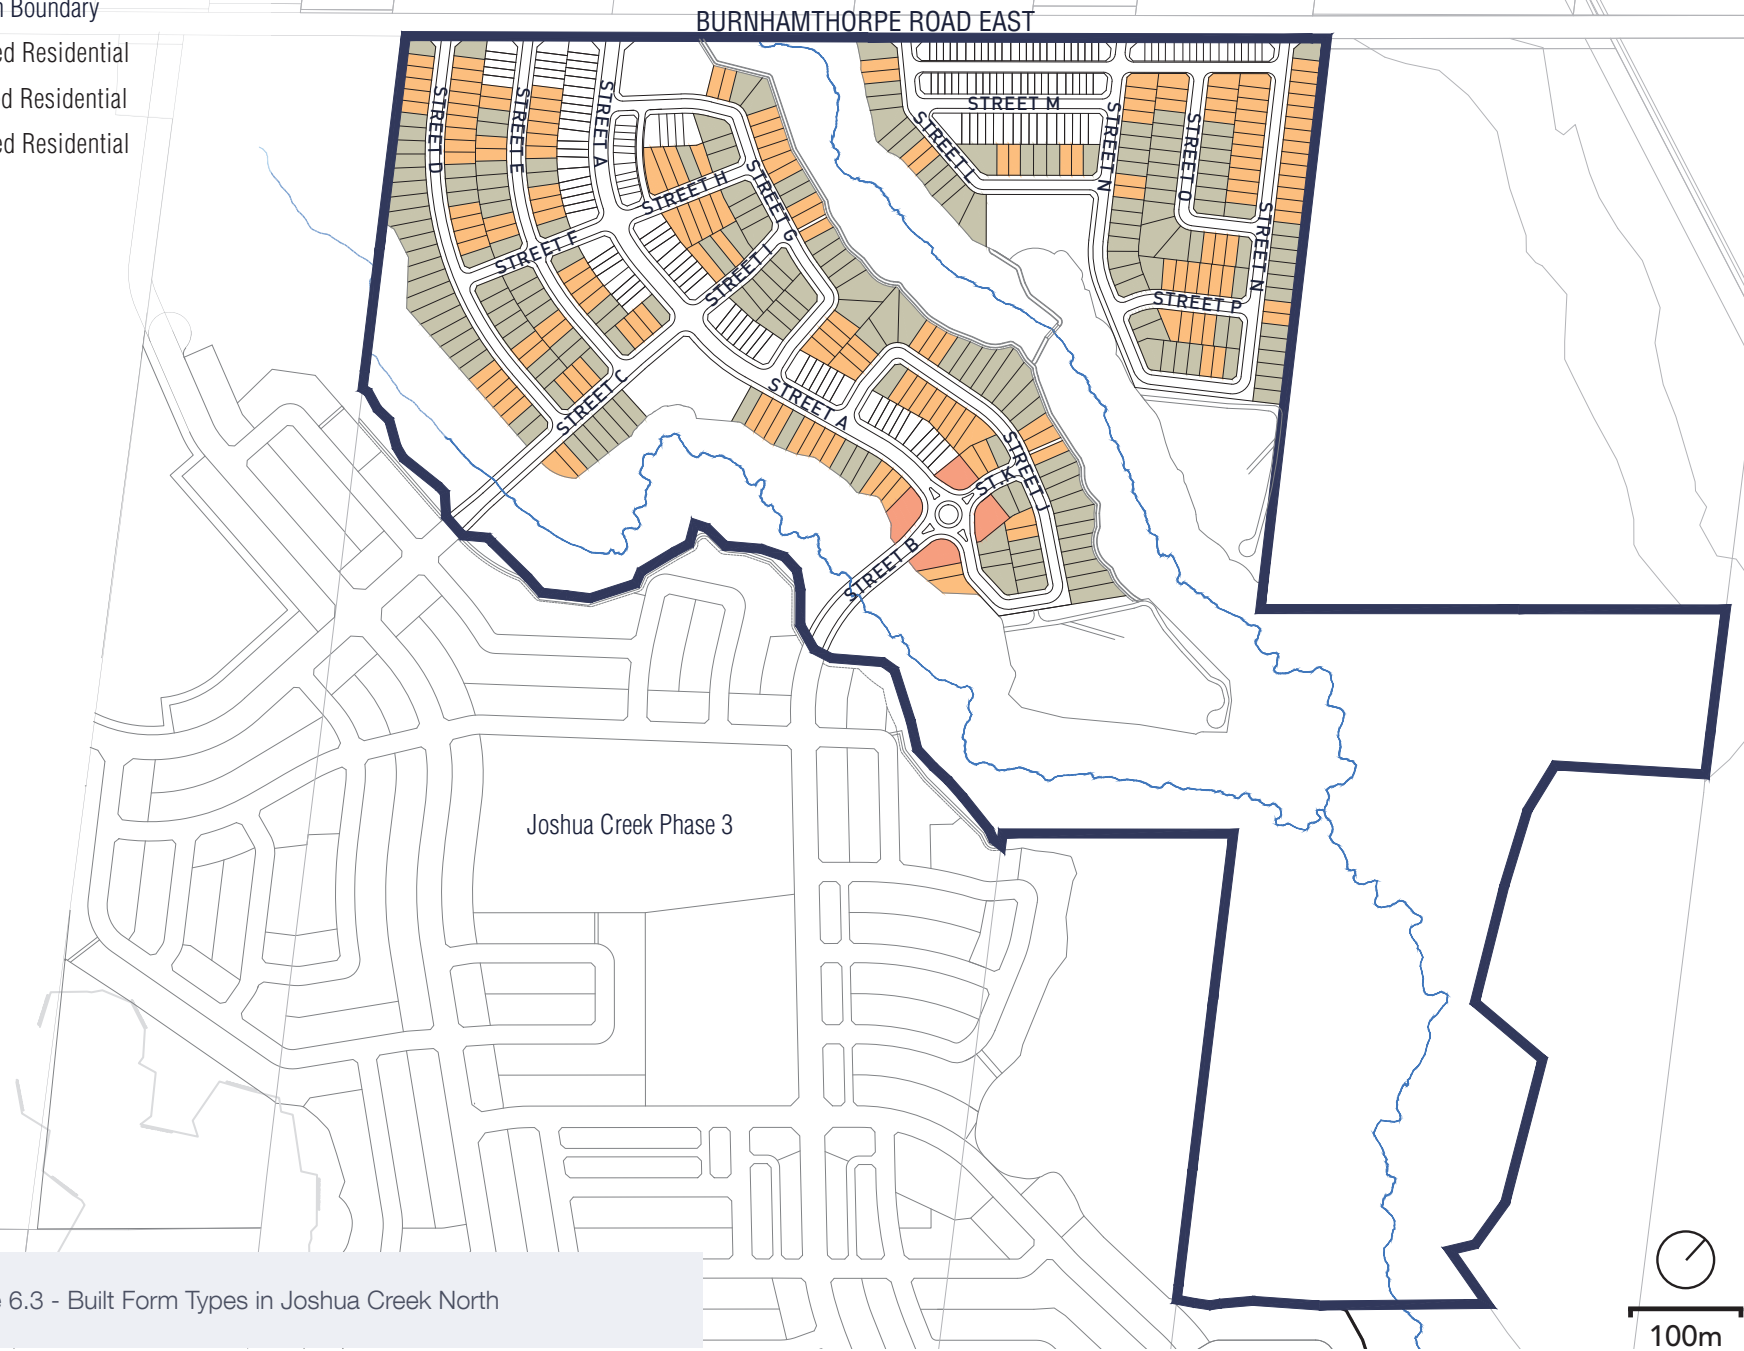 Boundary
BURNHAMTHORPE ROAD EAST
Residential
Residential
Residential
STREET D
STREET E
STREET A
STREET H
STREET G
STREET F
STREET I
STREET C
STREET A
STREET M
STREET L
STREET N
STREET O
STREET N
STREET P
STREET J
ST.K
STREET B
Joshua Creek Phase 3
6.3 - Built Form Types in Joshua Creek North
100m